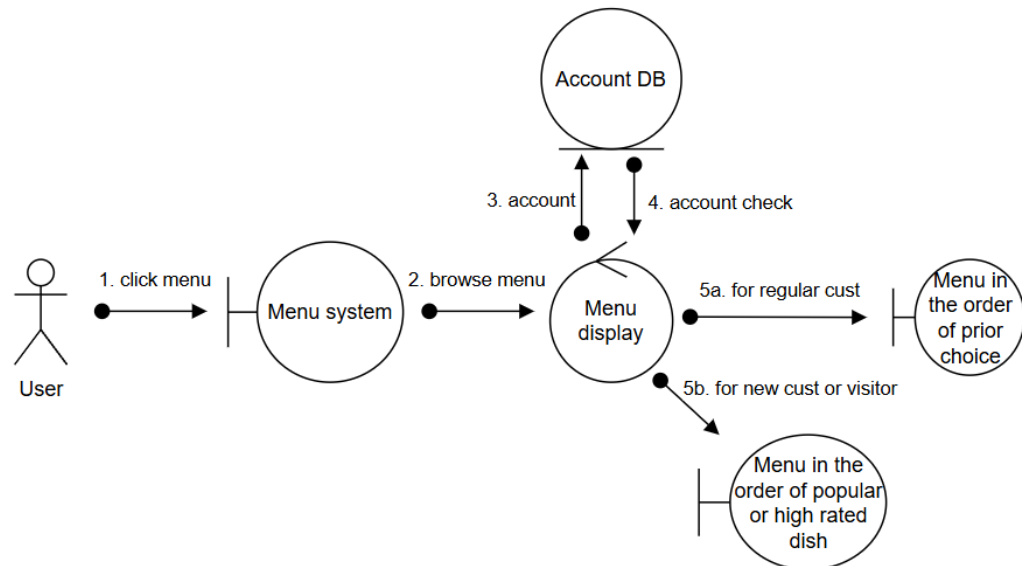 Account DB
3. account
4. account check
1. click menu
2. browse menu
5a. for regular cust
Menu in
the order
of prior
choice
Menu system
Menu
display
User
5b. for new cust or visitor
Menu in the
order of popular
or high rated
dish